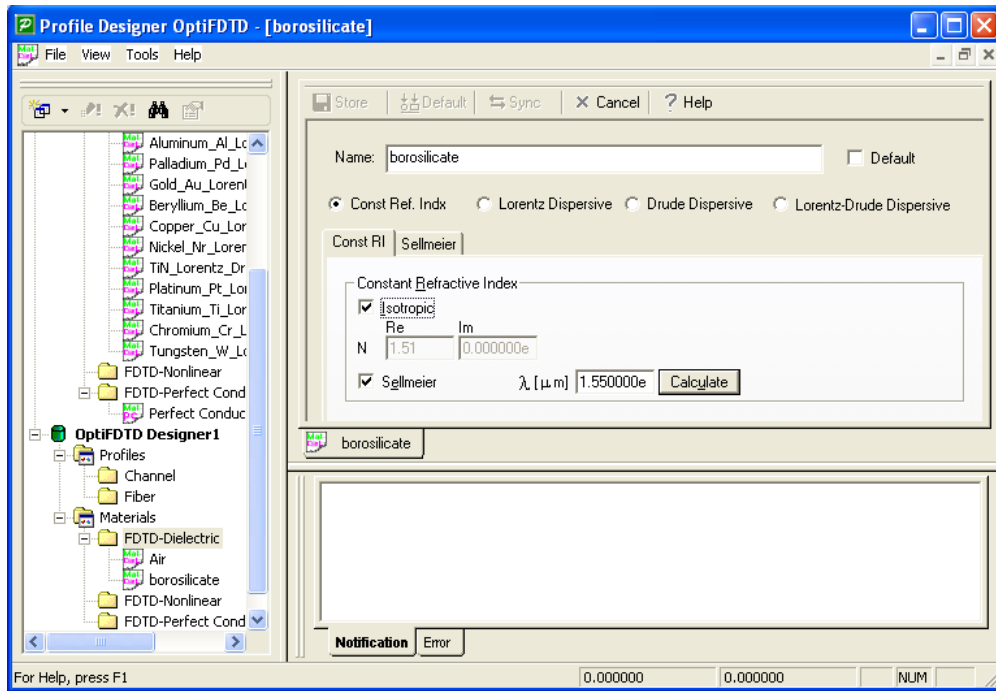 Profile Designer OptiFDTD - [borosilicate]
File View Tools Help
Aluminum_Al_Lc
Palladium_Pd_L
Gold_Au_Lorent
Beryllium_Be_Lc
Copper_Cu_Lor
Nickel_Nr_Loren
TiN_Lorentz_Dr
Platinum_Pt_Lor
Titanium_Ti_Lor
Chromium_Cr_L
Tungsten_W_Lo
FDTD-Nonlinear
FDTD-Perfect Cond
Perfect Conduc
OptiFDTD Designer1
Profiles
Channel
Fiber
Materials
FDTD-Dielectric
Air
borosilicate
FDTD-Nonlinear
FDTD-Perfect Cond
Store Default Sync Cancel ? Help
Name: borosilicate Default
Const Ref. Indx Lorentz Dispersive Drude Dispersive Lorentz-Drude Dispersive
Const RI Sellmeier
Constant Refractive Index
Isotropic
Re Im
N 1.51 0.000000e
Sellmeier λ [μm] 1.550000e Calculate
borosilicate
Notification Error
For Help, press F1 0.000000 0.000000 NUM